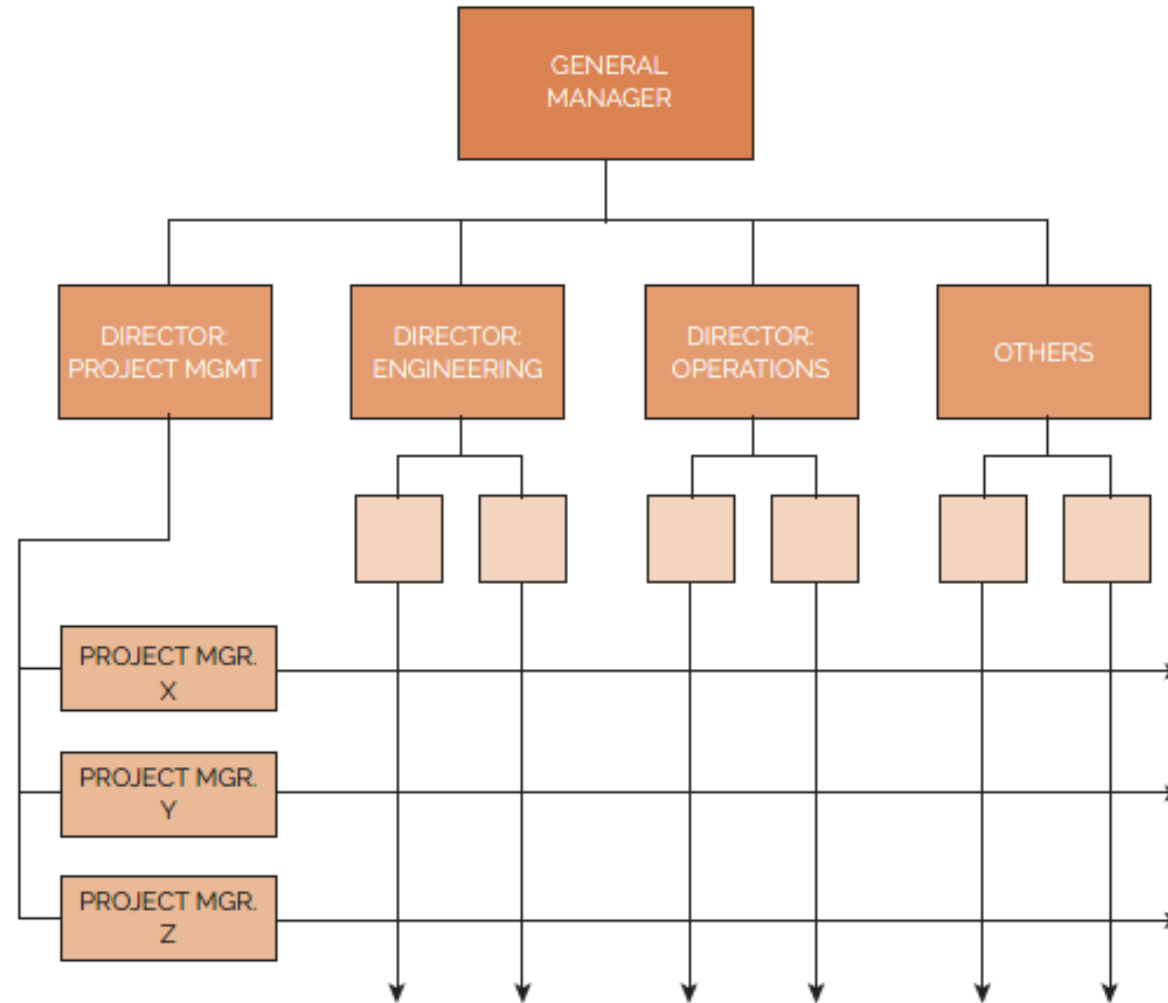 GENERAL
MANAGER
DIRECTOR:
PROJECT MGMT
DIRECTOR:
ENGINEERING
DIRECTOR:
OPERATIONS
OTHERS
PROJECT MGR.
X
PROJECT MGR.
Y
PROJECT MGR.
Z